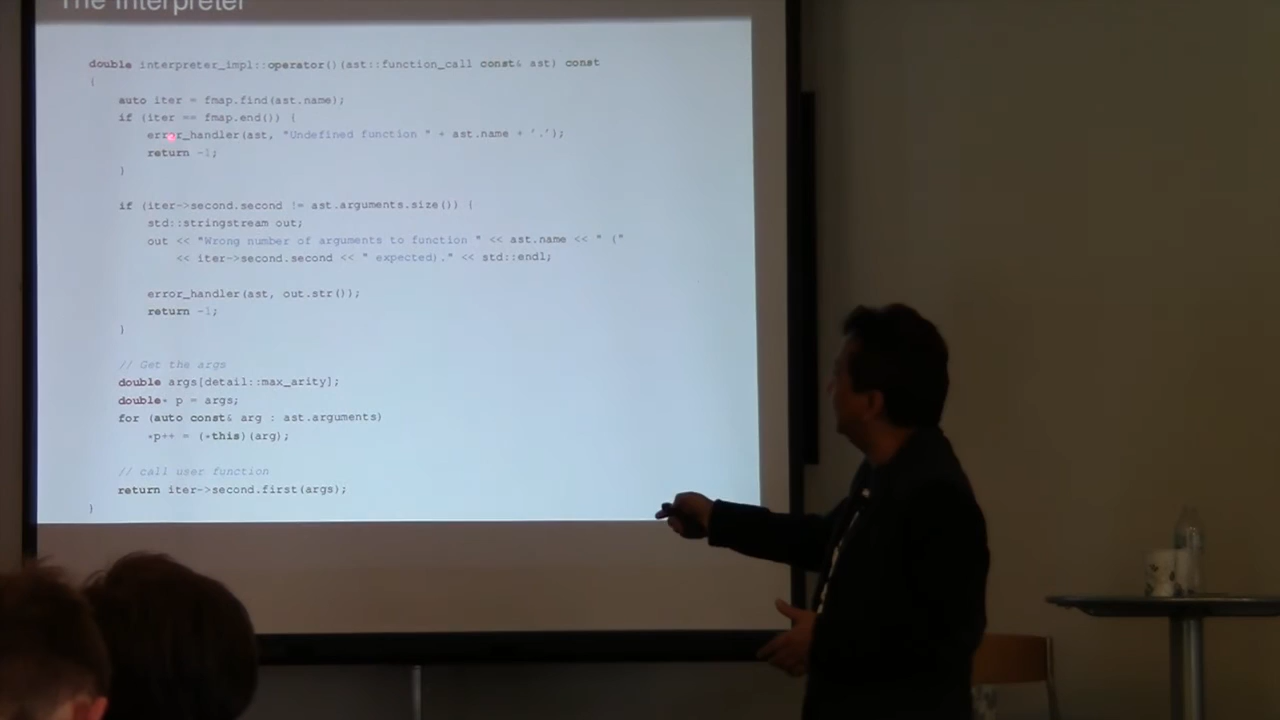 The Interpreter
double interpreter_impl::operator()(ast::function_call const& ast) const
{
auto iter = fmap.find(ast.name);
if (iter == fmap.end()) {
error_handler(ast, "Undefined function " + ast.name + '.');
return -1;
}
if (iter->second.second != ast.arguments.size()) {
std::stringstream out;
out << "Wrong number of arguments to function " << ast.name << " ("
<< iter->second.second << " expected)." << std::endl;
error_handler(ast, out.str());
return -1;
}
// Get the args
double args[detail::max_arity];
double* p = args;
for (auto const& arg : ast.arguments)
*p++ = (*this)(arg);
// call user function
return iter->second.first(args);
}